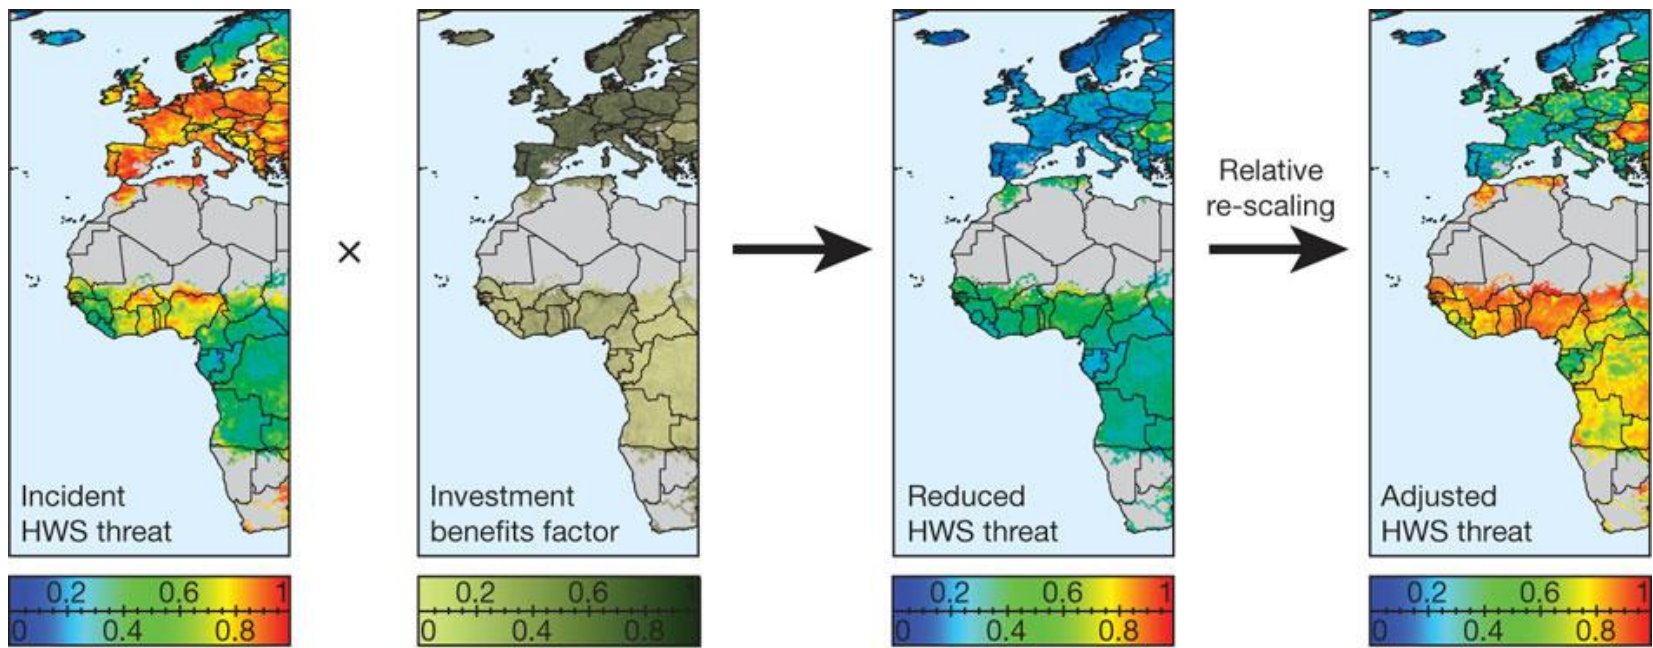 ×
Relative
re-scaling
Incident
HWS threat
Investment
benefits factor
Reduced
HWS threat
Adjusted
HWS threat
0.2 0.6 1
0 0.4 0.8
0.2 0.6
0 0.4 0.8
0.2 0.6 1
0 0.4 0.8
0.2 0.6 1
0 0.4 0.8